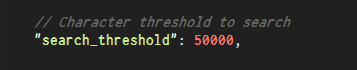 // Character threshold to search
"search_threshold": 50000,